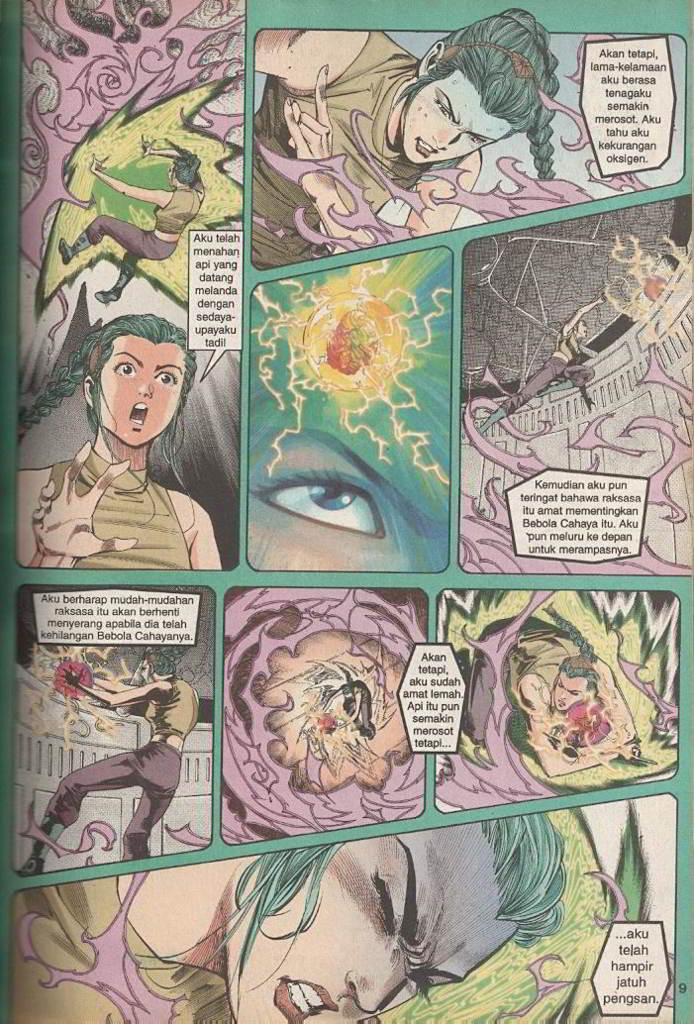 Aku telah
menahan
api yang
datang
melanda
dengan
sedaya-
upayaku
tadi!
Akan tetapi,
lama-kelamaan
aku berasa
tenagaku
semakin
merosot. Aku
tahu aku
kekurangan
oksigen.
Kemudian aku pun
teringat bahawa raksasa
itu amat mementingkan
Bebola Cahaya itu. Aku
'pun meluru ke depan
untuk merampasnya.
Aku berharap mudah-mudahan
raksasa itu akan berhenti
menyerang apabila dia telah
kehilangan Bebola Cahayanya.
Akan
tetapi,
aku sudah
amat lemah.
Api itu pun
semakin
merosot
tetapi...
...aku
telah
hampir
jatuh
pengsan.
9